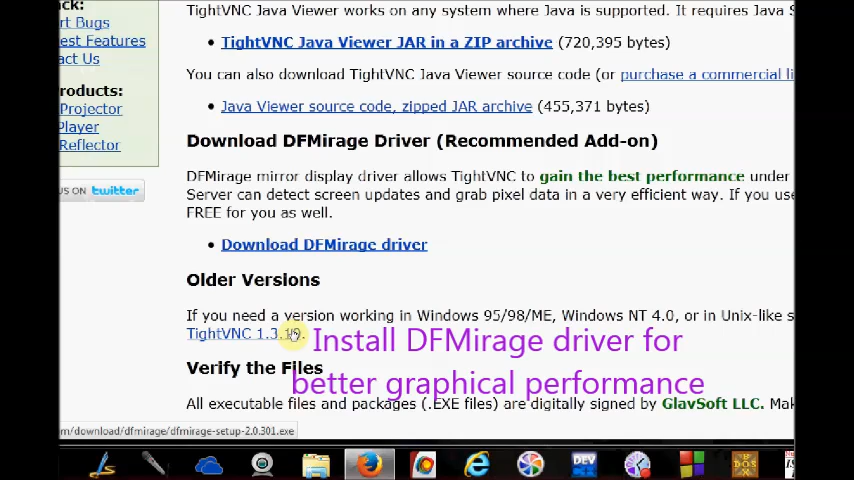 TightVNC Java Viewer works on any system where Java is supported. It requires Java
rt Bugs
est Features
act Us
TightVNC Java Viewer JAR in a ZIP archive (720,395 bytes)
You can also download TightVNC Java Viewer source code (or purchase a commercial li
roducts:
Projector
Player
Reflector
Java Viewer source code, zipped JAR archive (455,371 bytes)
Download DFMirage Driver (Recommended Add-on)
DFMirage mirror display driver allows TightVNC to gain the best performance under
Server can detect screen updates and grab pixel data in a very efficient way. If you use
FREE for you as well.
US ON twitter
Download DFMirage driver
Older Versions
If you need a version working in Windows 95/98/ME, Windows NT 4.0, or in Unix-like s
TightVNC 1.3.10.
Install DFMirage driver for
better graphical performance
Verify the Files
All executable files and packages (.EXE files) are digitally signed by GlavSoft LLC. Mak
m/download/dfmirage/dfmirage-setup-2.0.301.exe
DEV
DOS